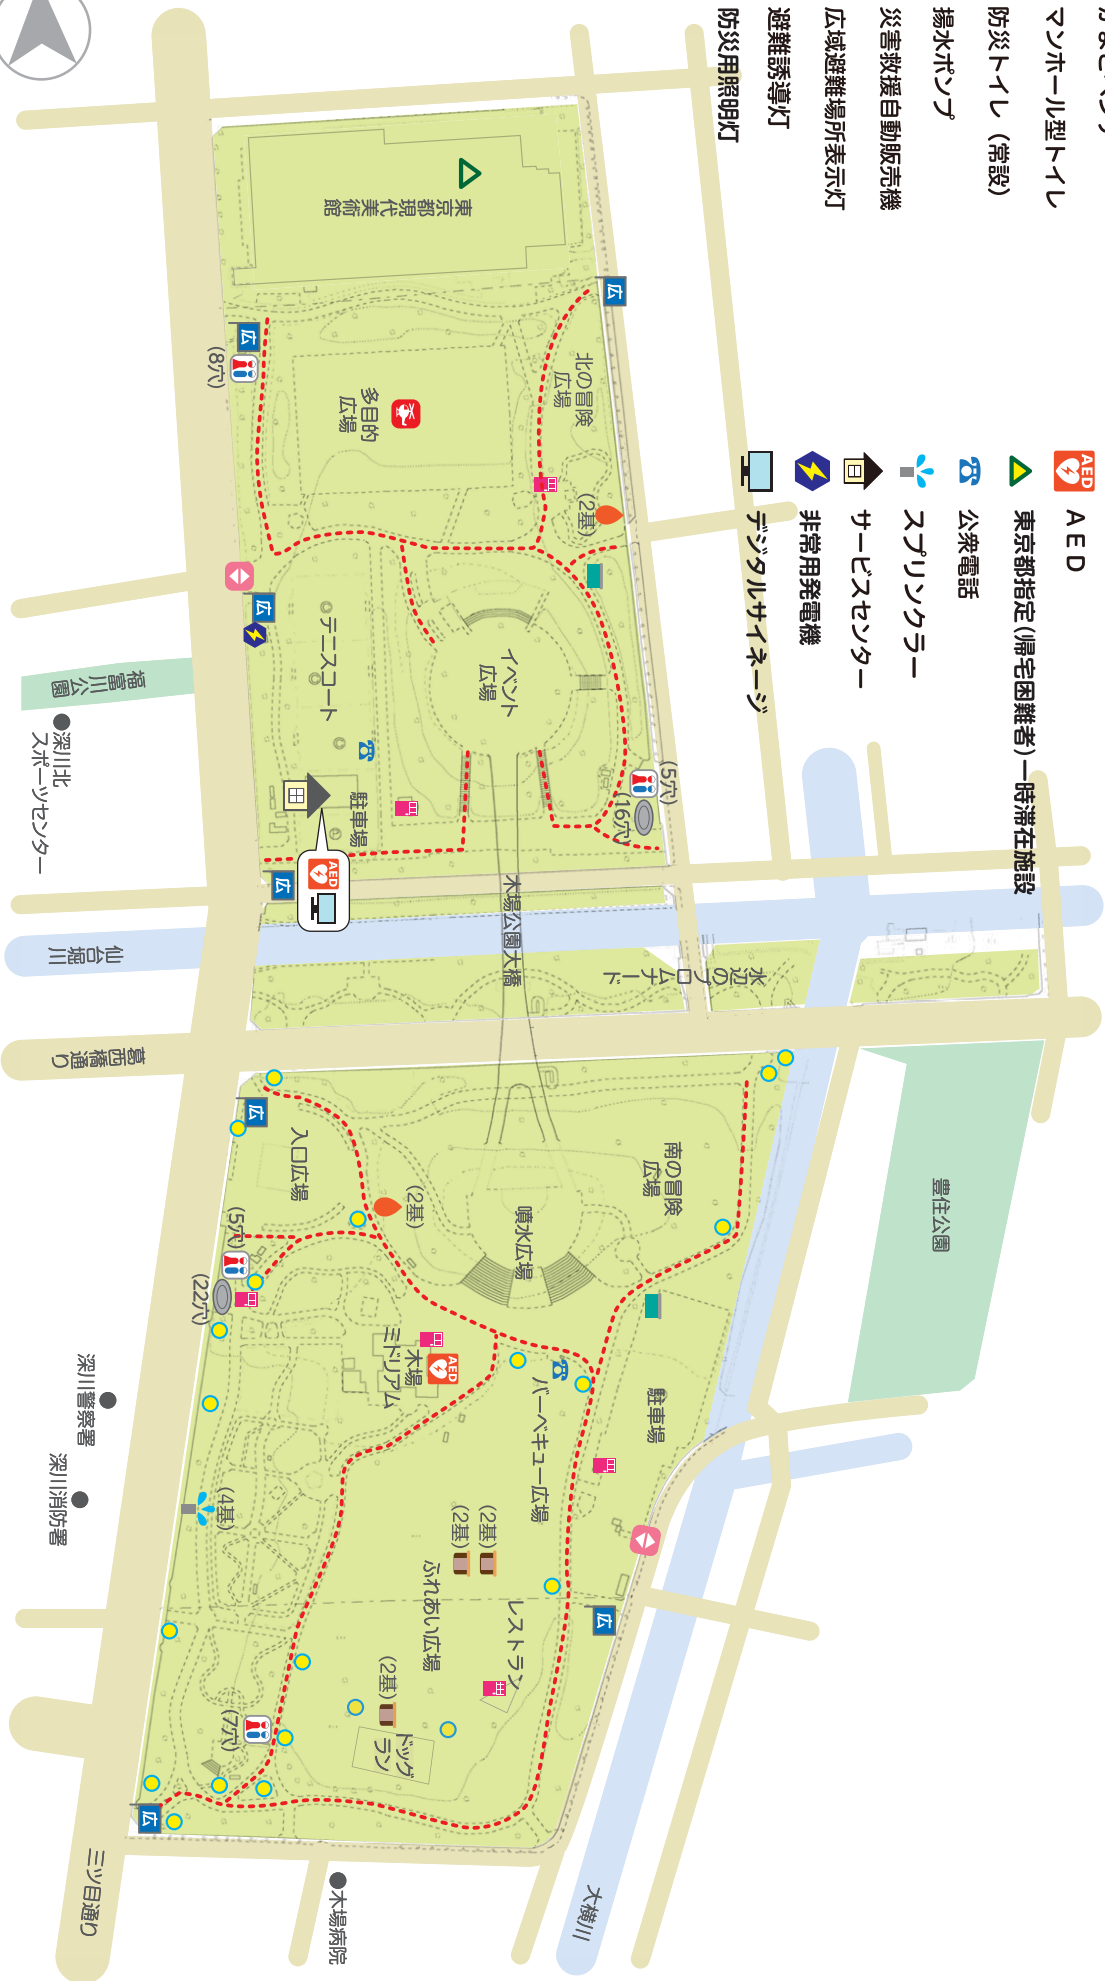 マンホール型トイレ
防災トイレ（常設）
揚水ポンプ
災害救援自動販売機
広域避難場所表示灯
避難誘導灯
防災用照明灯
AED
AED
東京都指定（帰宅困難者）一時滞在施設
公衆電話
スプリンクラー
サービスセンター
非常用発電機
デジタルサイネージ
東京都現代美術館
広
広
(8穴)
北の冒険
広場
多目的
広場
(2基)
広
テニスコート
イベント
広場
福富川公園
深川北
スポーツセンター
駐車場
(5穴)
(16穴)
AED
広
木場公園大橋
仙台堀川
水辺のプロムナード
葛西橋通り
広
入口広場
南の冒険
広場
噴水広場
(2基)
豊住公園
(5穴)
(22穴)
木場
ミドリアム
AED
バーベキュー広場
駐車場
深川警察署
深川消防署
(4基)
(2基)
(2基)
ふれあい広場
レストラン
広
(2基)
ドッグ
ラン
(7穴)
広
三ツ目通り
木場病院
大横川